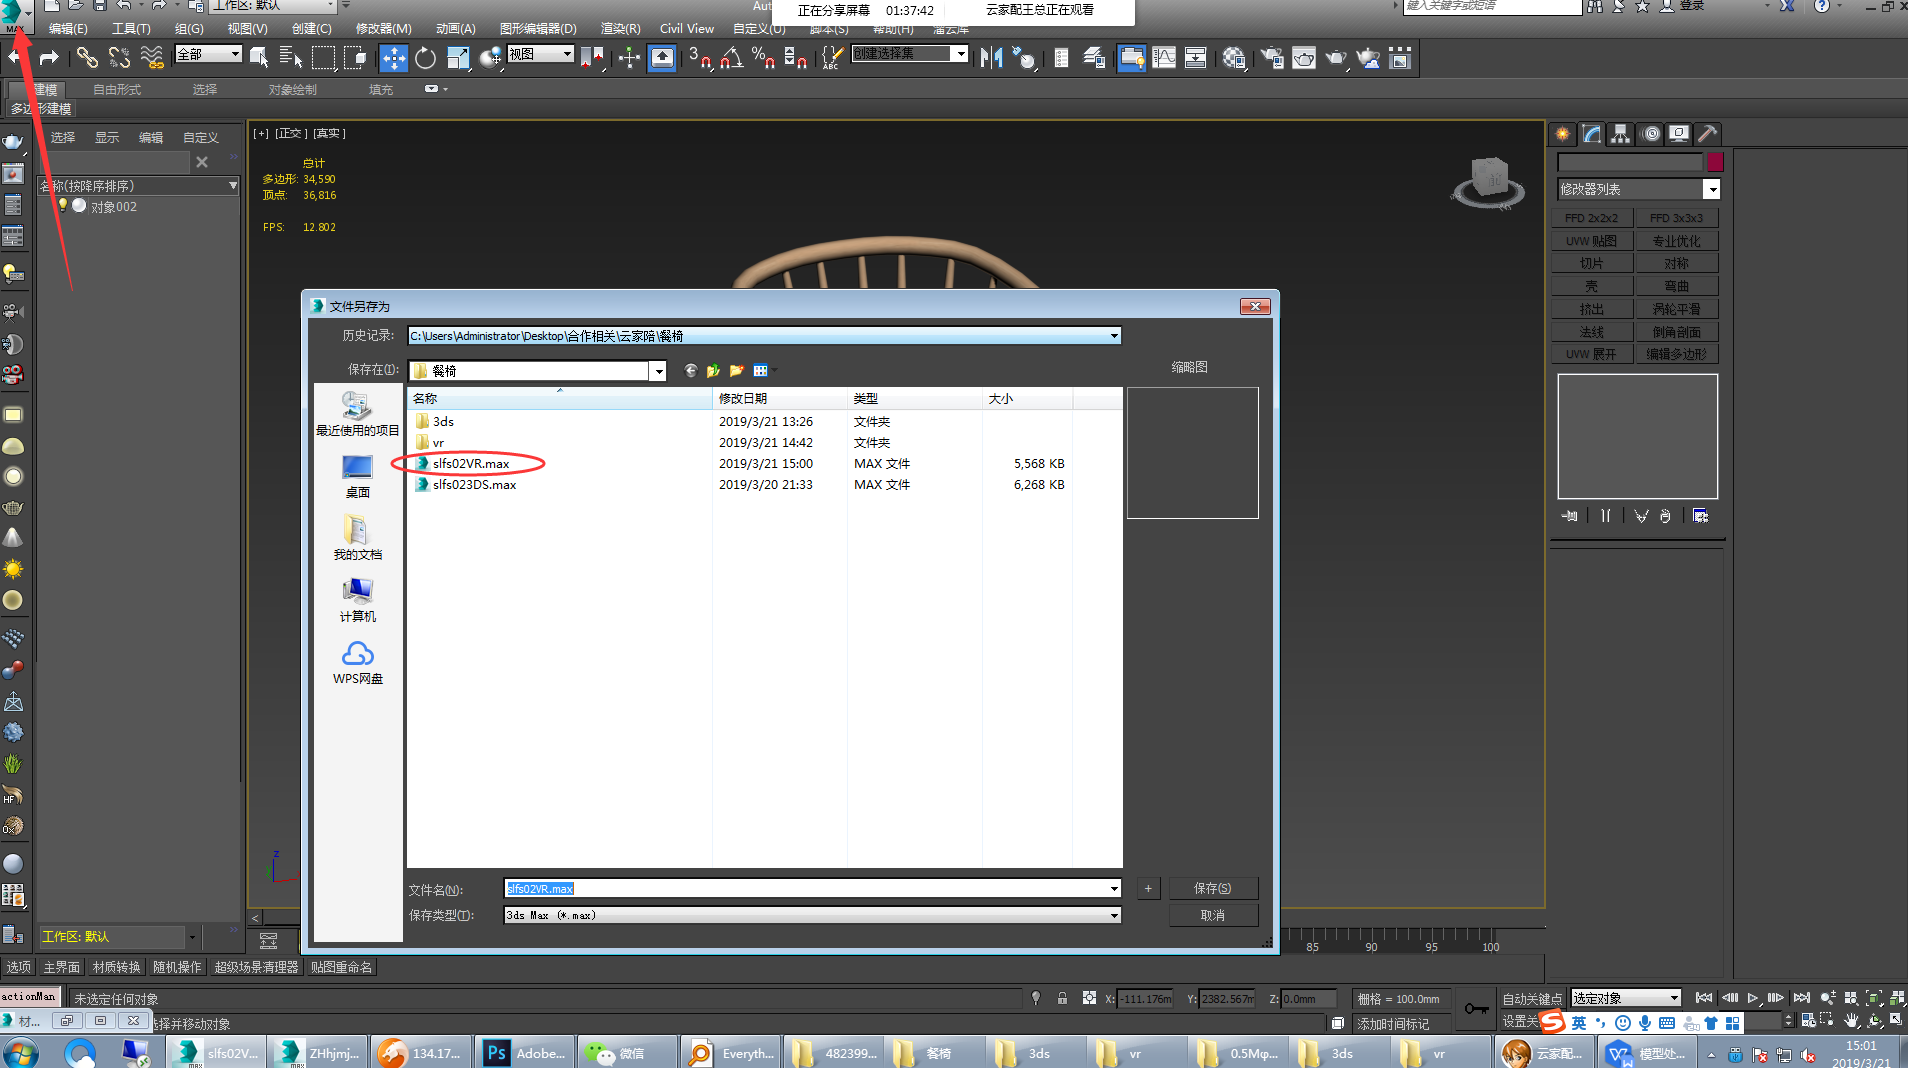 工作区: 默认
正在分享屏幕 01:37:42 云家配王总正在观看
键入关键字或短语
登录
MAX
编辑(E) 工具(T) 组(G) 视图(V) 创建(C) 修改器(M) 动画(A) 图形编辑器(D) 渲染(R) Civil View 自定义(U) 脚本(S) 帮助(H)
全部
视图
创建选择集
建模 自由形式 选择 对象绘制 填充
多边形建模
选择 显示 编辑 自定义
名称(按降序排序)
对象002
[+] [正交] [真实]
总计
多边形: 34,590
顶点: 36,816
FPS: 12.802
修改器列表
FFD 2x2x2 FFD 3x3x3
UVW 贴图 专业优化
切片 对称
壳 弯曲
挤出 涡轮平滑
法线 倒角剖面
UVW 展开 编辑多边形
文件另存为
历史记录: C:\Users\Administrator\Desktop\合作相关\云家陪\餐椅
保存在(I): 餐椅
缩略图
名称 修改日期 类型 大小
3ds 2019/3/21 13:26 文件夹
vr 2019/3/21 14:42 文件夹
slfs02VR.max 2019/3/21 15:00 MAX 文件 5,568 KB
slfs023DS.max 2019/3/20 21:33 MAX 文件 6,268 KB
最近使用的项目
桌面
我的文档
计算机
WPS网盘
文件名(N): slfs02VR.max
+ 保存(S)
保存类型(T): 3ds Max (*.max)
取消
工作区: 默认
85 90 95 100
选项 主界面 材质转换 随机操作 超级场景清理器 贴图重命名
actionMan 未选定任何对象
X: -111.176m Y: 2382.567m Z: 0.0mm 栅格 = 100.0mm
自动关键点 选定对象
材... 选择并移动对象
添加时间标记
设置关
英
slfs02V... ZHhjmj... 134.17... Adobe... 微信 Everyth... 482399... 餐椅 3ds vr 0.5Mφ... 3ds vr 云家配... 模型处...
15:01
2019/3/21